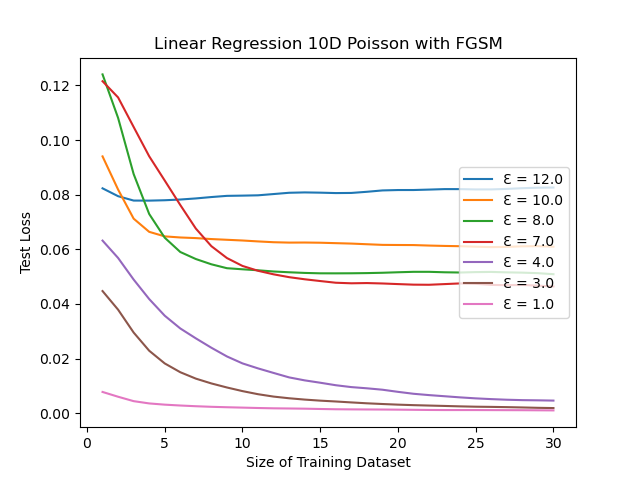 Linear Regression 10D Poisson with FGSM
Test Loss
0.12
0.10
0.08
0.06
0.04
0.02
0.00
Ɛ = 12.0
Ɛ = 10.0
Ɛ = 8.0
Ɛ = 7.0
Ɛ = 4.0
Ɛ = 3.0
Ɛ = 1.0
0 5 10 15 20 25 30
Size of Training Dataset